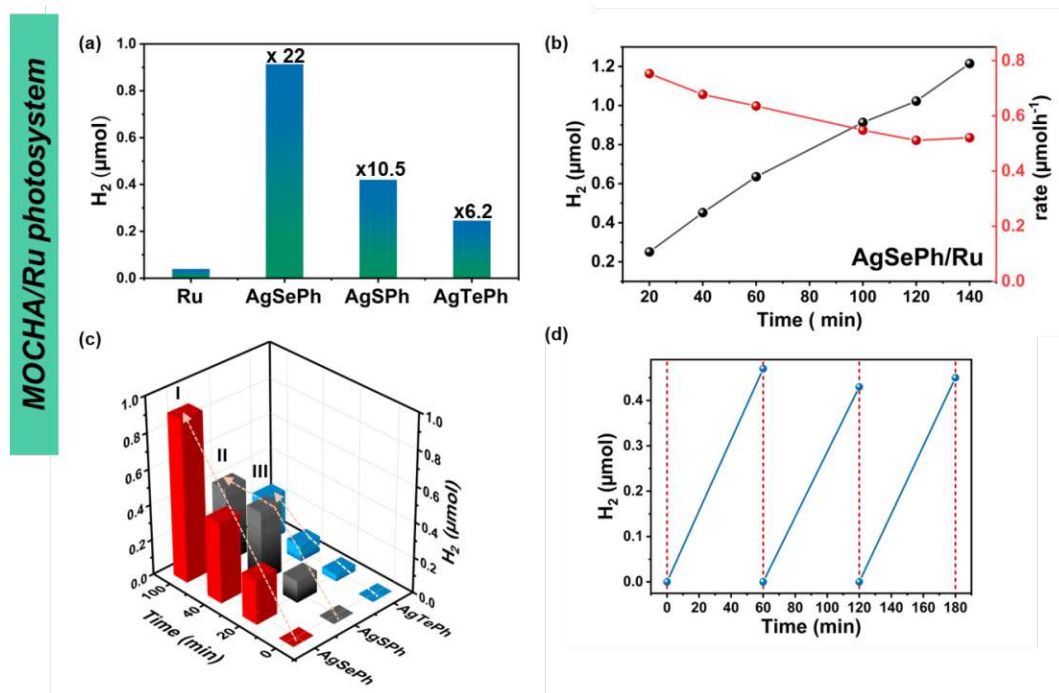 MOCHA/Ru photosystem
(a)
H2 (μmol)
1.0
0.8
0.6
0.4
0.2
0.0
x 22
x10.5
x6.2
Ru AgSePh AgSPh AgTePh
(b)
H2 (μmol)
1.2
1.0
0.8
0.6
0.4
0.2
0.8
0.6
0.4
0.2
0.0
rate (μmolh-1)
AgSePh/Ru
20 40 60 80 100 120 140
Time ( min)
(c)
1.0
0.8
0.6
0.4
0.2
0.0
I
II
III
1.0
0.8
0.6
0.4
0.2
0.0
H2 (μmol)
100
40
20
0
Time (min)
AgSePh
AgSPh
AgTePh
(d)
H2 (μmol)
0.4
0.3
0.2
0.1
0.0
0 20 40 60 80 100 120 140 160 180
Time (min)